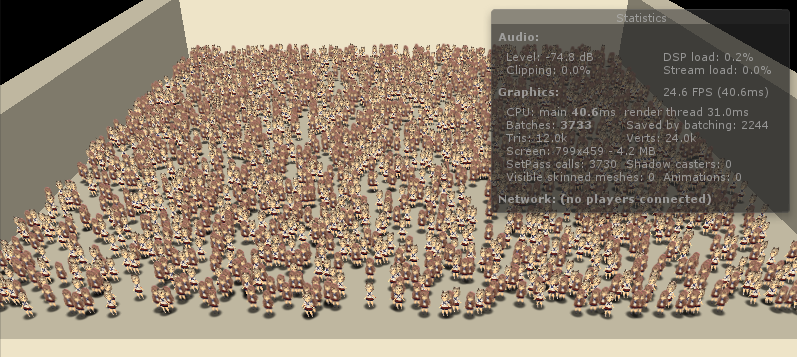 Statistics
Audio:
Level: -74.8 dB DSP load: 0.2%
Clipping: 0.0% Stream load: 0.0%
Graphics: 24.6 FPS (40.6ms)
CPU: main 40.6ms render thread 31.0ms
Batches: 3733 Saved by batching: 2244
Tris: 12.0k Verts: 24.0k
Screen: 799x459 - 4.2 MB
SetPass calls: 3730 Shadow casters: 0
Visible skinned meshes: 0 Animations: 0
Network: (no players connected)